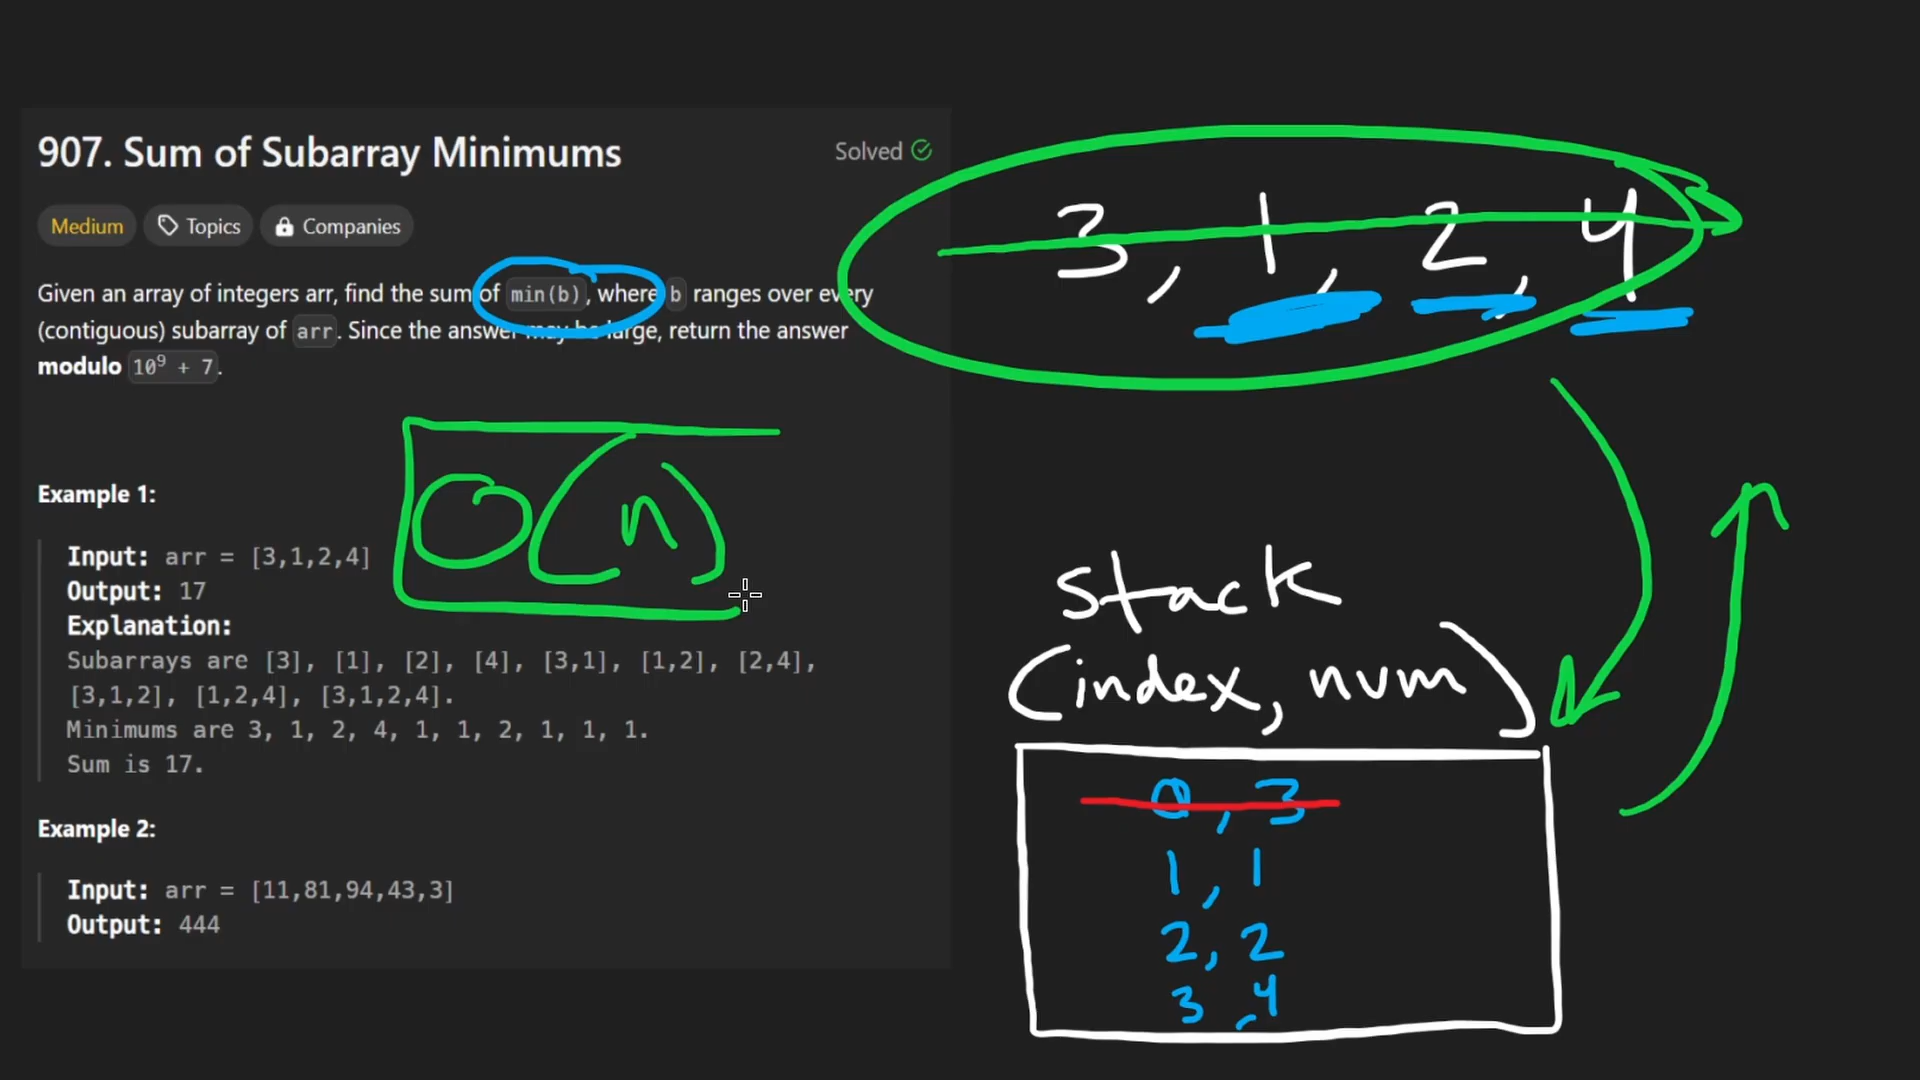 907. Sum of Subarray Minimums
Solved
Medium Topics Companies
Given an array of integers arr, find the sum of min(b), where b ranges over every
(contiguous) subarray of arr. Since the answer may be large, return the answer
modulo 10⁹ + 7.
Example 1:
Input: arr = [3,1,2,4]
Output: 17
Explanation:
Subarrays are [3], [1], [2], [4], [3,1], [1,2], [2,4],
[3,1,2], [1,2,4], [3,1,2,4].
Minimums are 3, 1, 2, 4, 1, 1, 2, 1, 1, 1.
Sum is 17.
Example 2:
Input: arr = [11,81,94,43,3]
Output: 444
O(n)
3, 1, 2, 4
stack
(index, num)
0, 3
1, 1
2, 2
3, 4